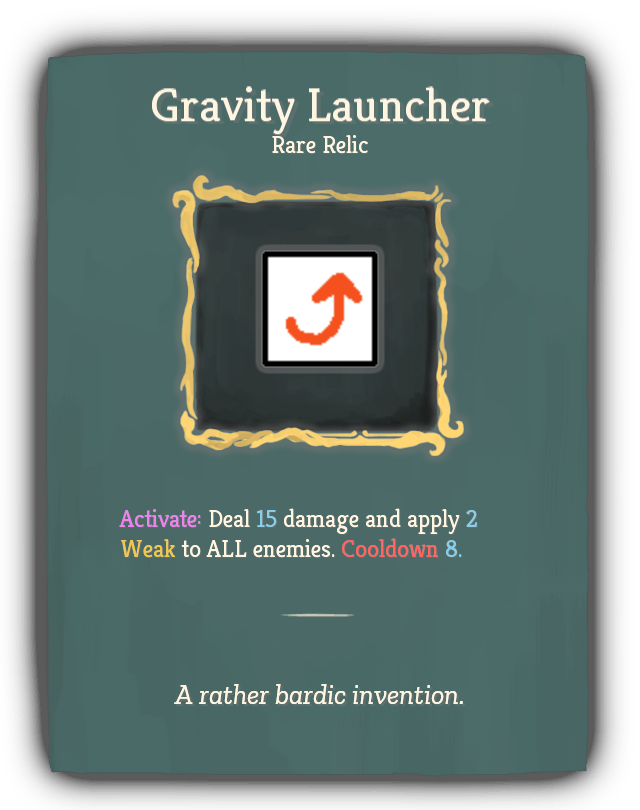 Gravity Launcher
Rare Relic
Activate: Deal 15 damage and apply 2
Weak to ALL enemies. Cooldown 8.
A rather bardic invention.